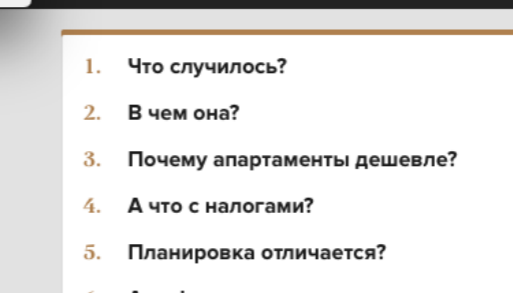 1. Что случилось?
2. В чем она?
3. Почему апартаменты дешевле?
4. А что с налогами?
5. Планировка отличается?